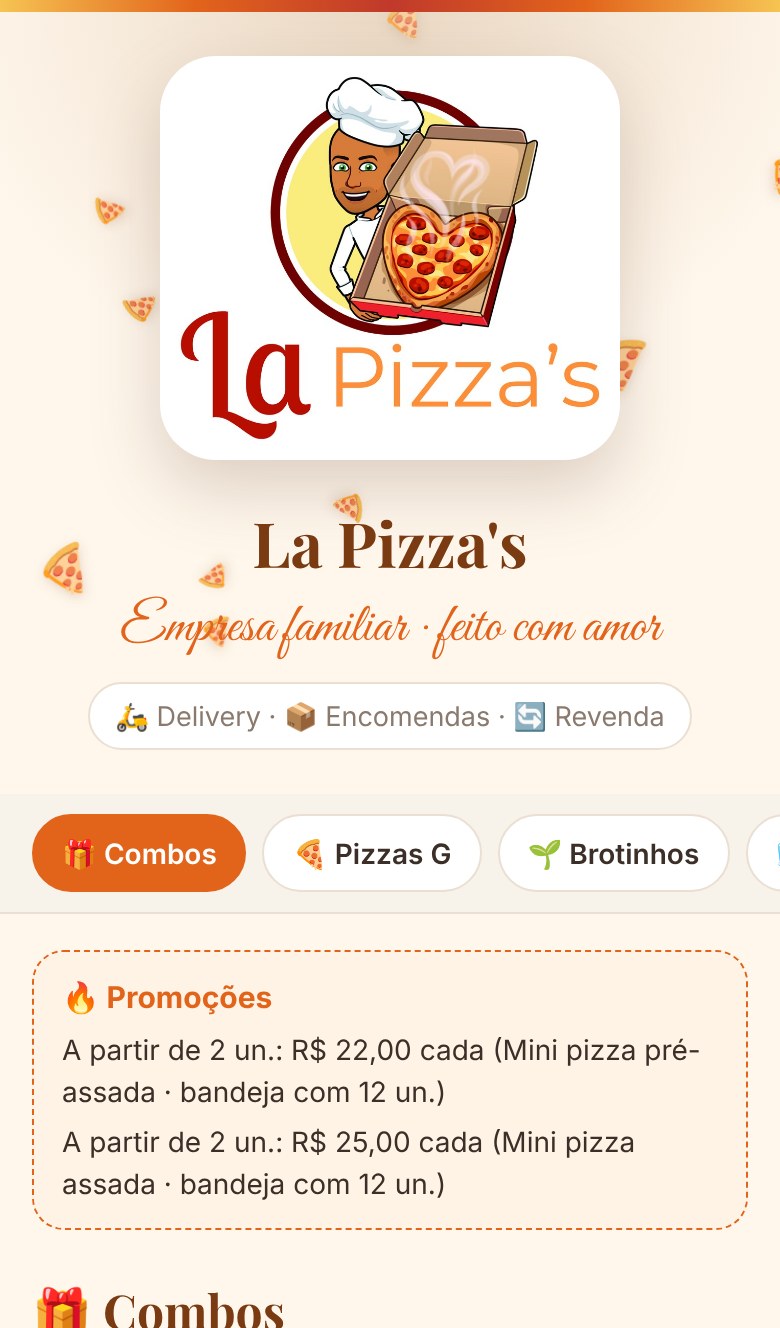 La Pizza's
La Pizza's
Empresa familiar · feito com amor
🛵 Delivery · 📦 Encomendas · 🔄 Revenda
🎁 Combos 🍕 Pizzas G 🌱 Brotinhos
🔥 Promoções
A partir de 2 un.: R$ 22,00 cada (Mini pizza pré-
assada · bandeja com 12 un.)
A partir de 2 un.: R$ 25,00 cada (Mini pizza
assada · bandeja com 12 un.)
🎁 Combos